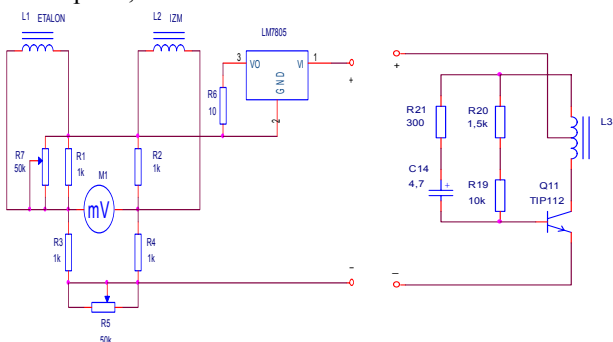 L1 ETALON
L2 IZM
LM7805
3 VO VI 1
GND
2
+
+
R6
10
R7
50k
R1
1k
R2
1k
M1
mV
R3
1k
R4
1k
R5
50k
−
−
R21
300
R20
1,5k
L3
C14
4,7
+
R19
10k
Q11
TIP112